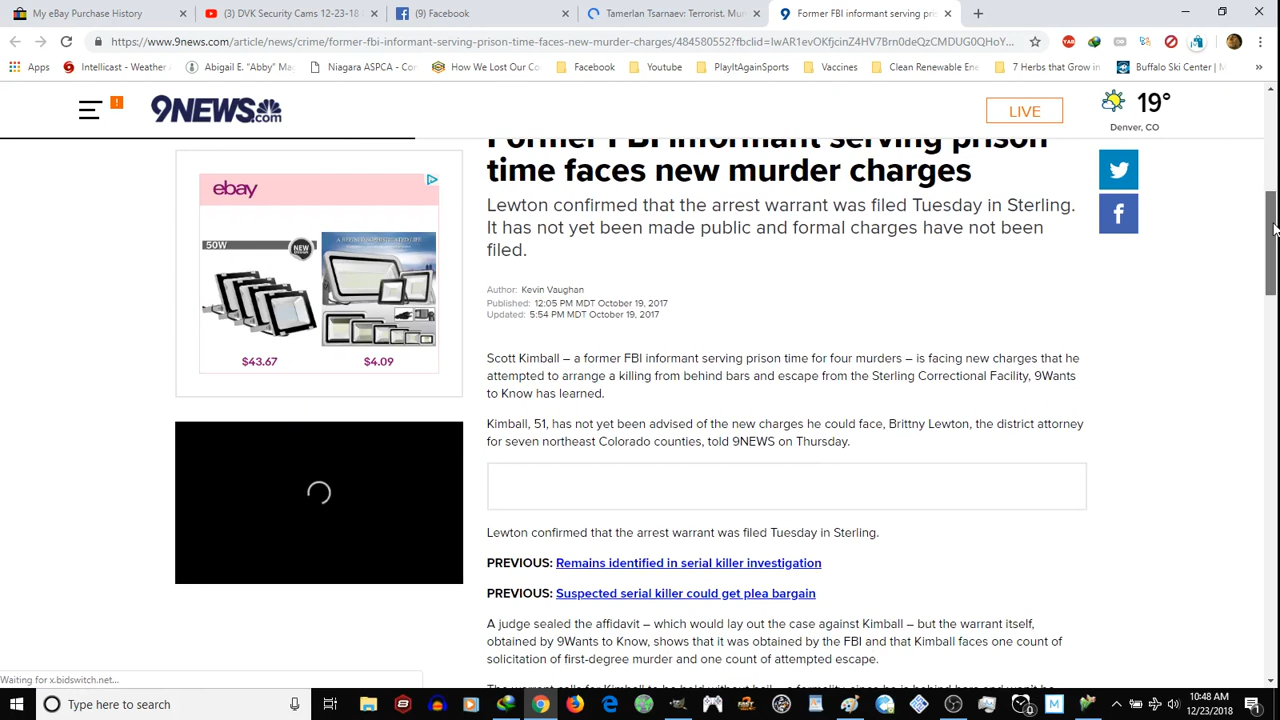 My eBay Purchase History
(3) DVK Security Cams 12-23-18
(9) Facebook
Tamerlan Tsarnaev: Terrorist, Mur
Former FBI informant serving pris
https://www.9news.com/article/news/crime/former-fbi-informant-serving-prison-time-faces-new-murder-charges/484580552?fbclid=IwAR1evOKfjcinZ4HV7Brn0deQzCMDUG0QHoY...
Apps
Intellicast - Weather
Abigail E. "Abby" Ma
Niagara ASPCA - Con
How We Lost Our Co
Facebook
Youtube
PlayItAgainSports
Vaccines
Clean Renewable Ene
7 Herbs that Grow in
Buffalo Ski Center | M
9NEWS.com
LIVE
19°
Denver, CO
Former FBI informant serving prison
time faces new murder charges
Lewton confirmed that the arrest warrant was filed Tuesday in Sterling.
It has not yet been made public and formal charges have not been
filed.
Author: Kevin Vaughan
Published: 12:05 PM MDT October 19, 2017
Updated: 5:54 PM MDT October 19, 2017
ebay
50W
NEW
$43.67
$4.09
Scott Kimball – a former FBI informant serving prison time for four murders – is facing new charges that he
attempted to arrange a killing from behind bars and escape from the Sterling Correctional Facility, 9Wants
to Know has learned.
Kimball, 51, has not yet been advised of the new charges he could face, Brittny Lewton, the district attorney
for seven northeast Colorado counties, told 9NEWS on Thursday.
Lewton confirmed that the arrest warrant was filed Tuesday in Sterling.
PREVIOUS: Remains identified in serial killer investigation
PREVIOUS: Suspected serial killer could get plea bargain
A judge sealed the affidavit – which would lay out the case against Kimball – but the warrant itself,
obtained by 9Wants to Know, shows that it was obtained by the FBI and that Kimball faces one count of
solicitation of first-degree murder and one count of attempted escape.
Waiting for x.bidswitch.net...
Type here to search
10:48 AM
12/23/2018